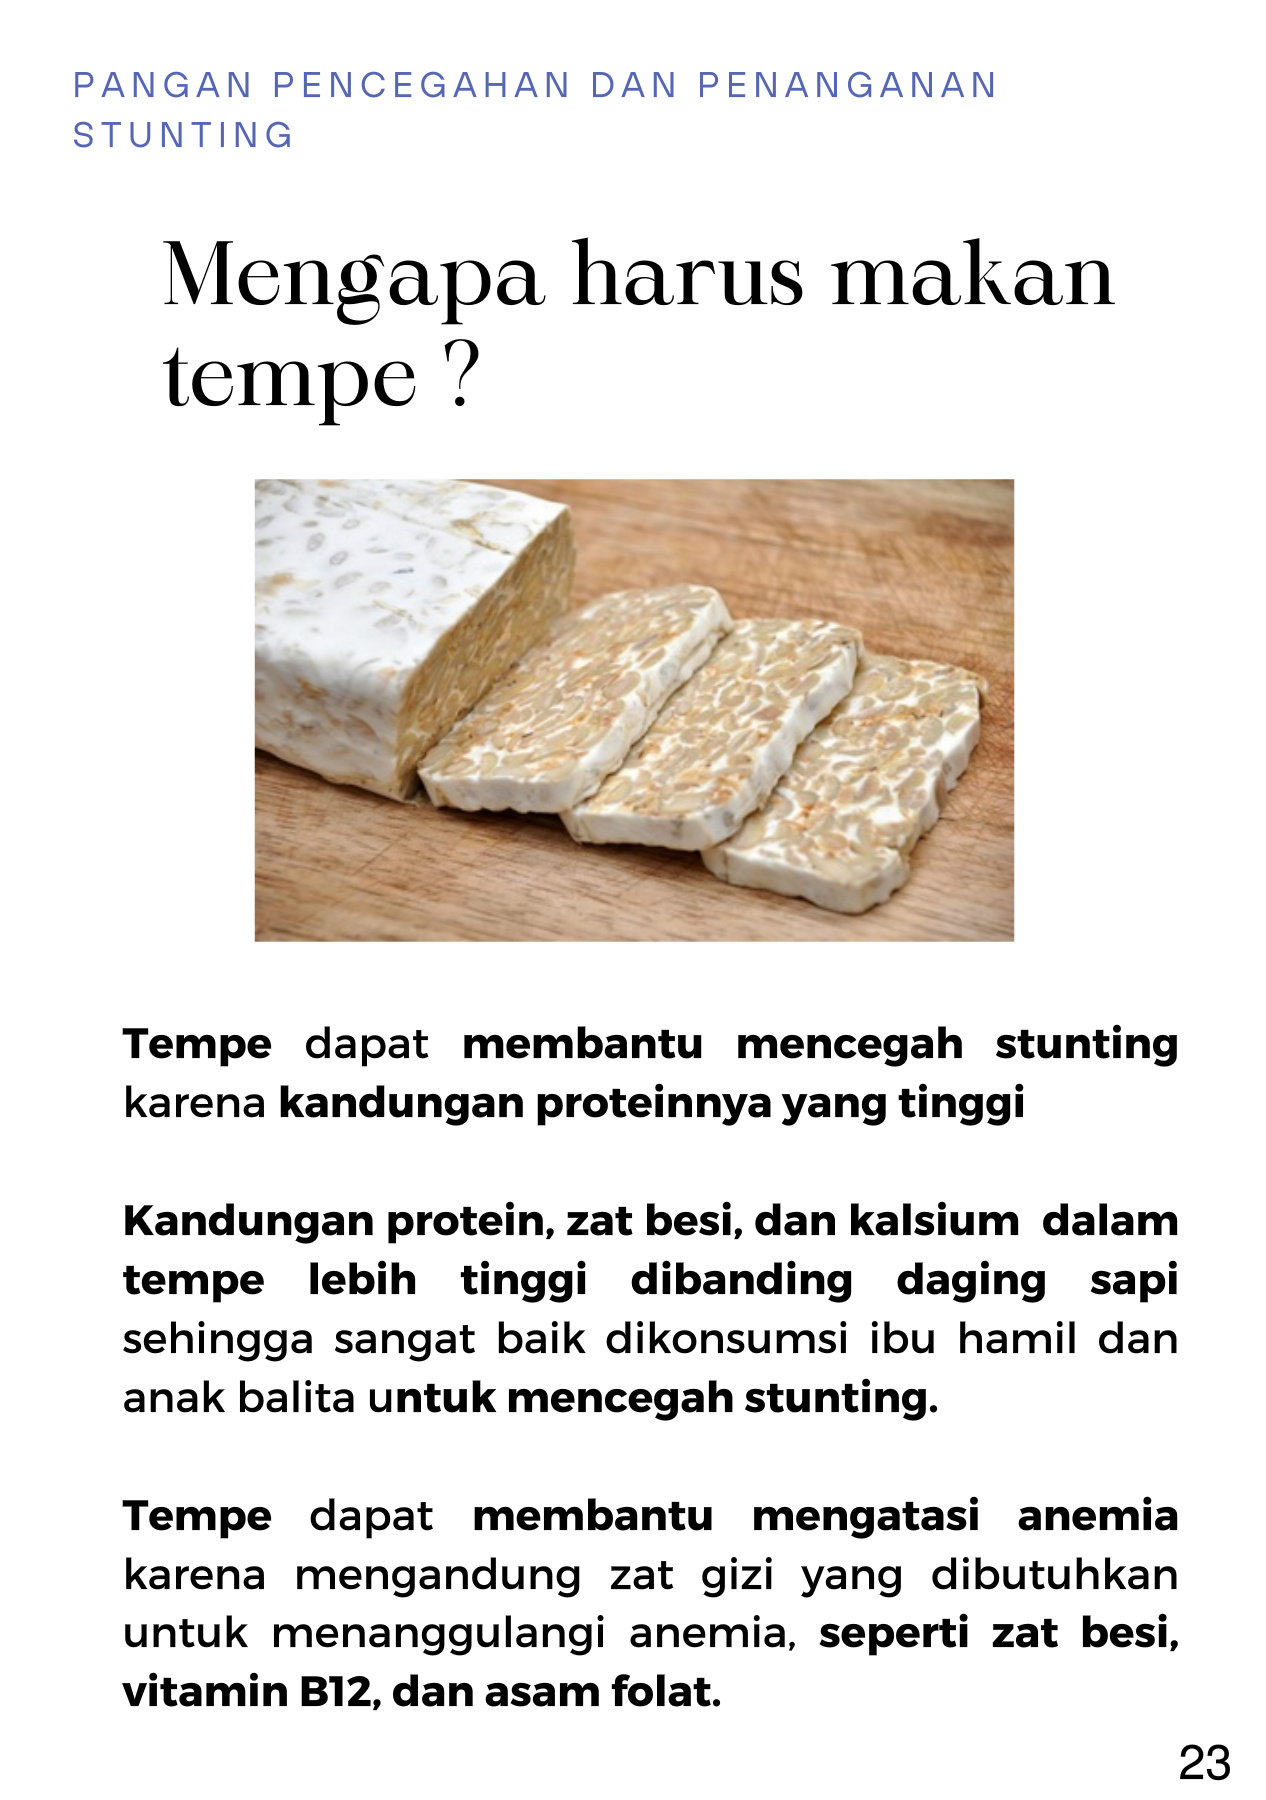 PANGAN PENCEGAHAN DAN PENANGANAN
STUNTING
Mengapa harus makan
tempe ?
Tempe dapat membantu mencegah stunting
karena kandungan proteinnya yang tinggi
Kandungan protein, zat besi, dan kalsium dalam
tempe lebih tinggi dibanding daging sapi
sehingga sangat baik dikonsumsi ibu hamil dan
anak balita untuk mencegah stunting.
Tempe dapat membantu mengatasi anemia
karena mengandung zat gizi yang dibutuhkan
untuk menanggulangi anemia, seperti zat besi,
vitamin B12, dan asam folat.
23